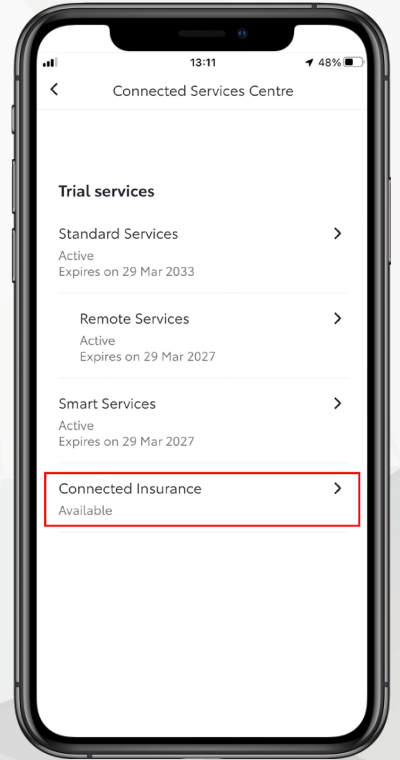 13:11
48%
Connected Services Centre
Trial services
Standard Services
Active
Expires on 29 Mar 2033
Remote Services
Active
Expires on 29 Mar 2027
Smart Services
Active
Expires on 29 Mar 2027
Connected Insurance
Available